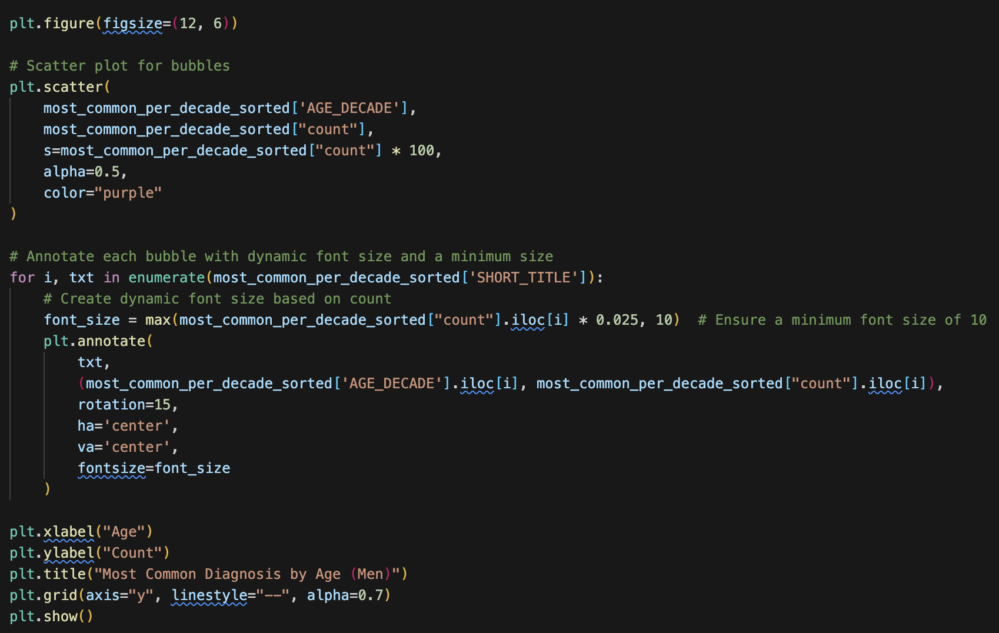 plt.figure(figsize=(12, 6))
# Scatter plot for bubbles
plt.scatter(
    most_common_per_decade_sorted['AGE_DECADE'],
    most_common_per_decade_sorted["count"],
    s=most_common_per_decade_sorted["count"] * 100,
    alpha=0.5,
    color="purple"
)
# Annotate each bubble with dynamic font size and a minimum size
for i, txt in enumerate(most_common_per_decade_sorted['SHORT_TITLE']):
    # Create dynamic font size based on count
    font_size = max(most_common_per_decade_sorted["count"].iloc[i] * 0.025, 10)  # Ensure a minimum font size of 10
    plt.annotate(
        txt,
        (most_common_per_decade_sorted['AGE_DECADE'].iloc[i], most_common_per_decade_sorted["count"].iloc[i]),
        rotation=15,
        ha='center',
        va='center',
        fontsize=font_size
    )
plt.xlabel("Age")
plt.ylabel("Count")
plt.title("Most Common Diagnosis by Age (Men)")
plt.grid(axis="y", linestyle="--", alpha=0.7)
plt.show()